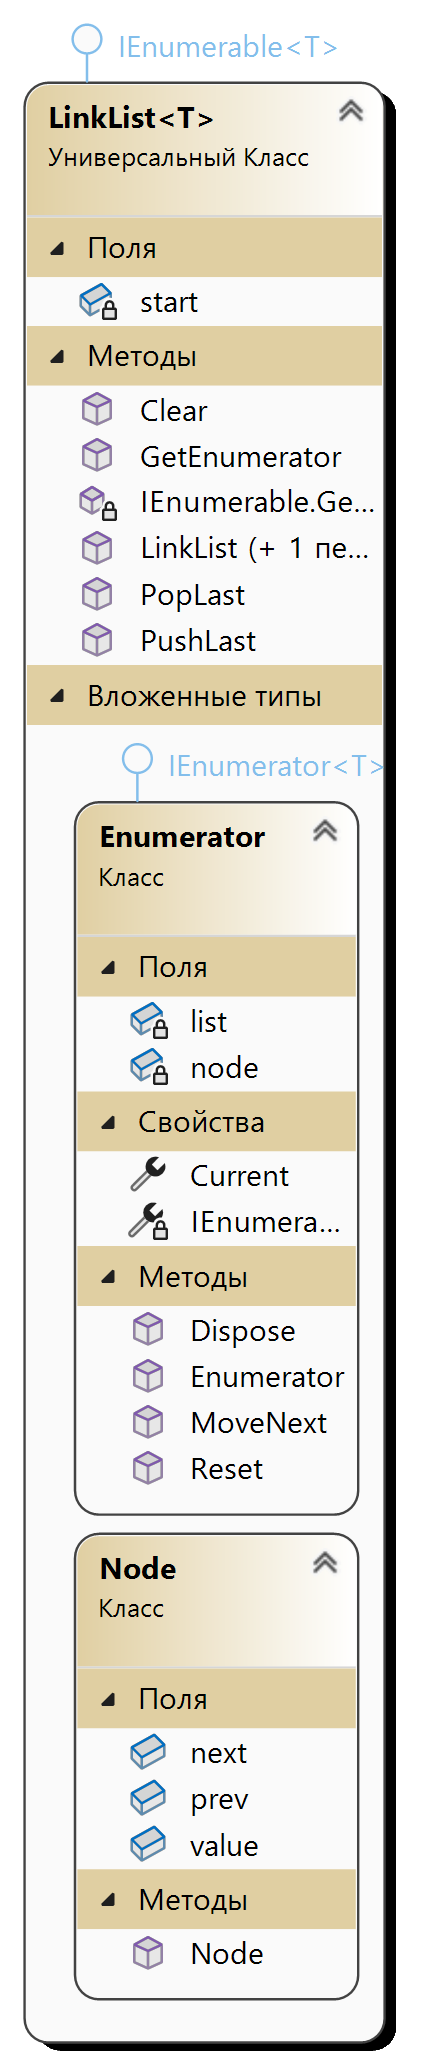 IEnumerable<T>
LinkList<T>
Универсальный Класс
Поля
start
Методы
Clear
GetEnumerator
IEnumerable.Ge...
LinkList (+ 1 пе...
PopLast
PushLast
Вложенные типы
IEnumerator<T>
Enumerator
Класс
Поля
list
node
Свойства
Current
IEnumera...
Методы
Dispose
Enumerator
MoveNext
Reset
Node
Класс
Поля
next
prev
value
Методы
Node